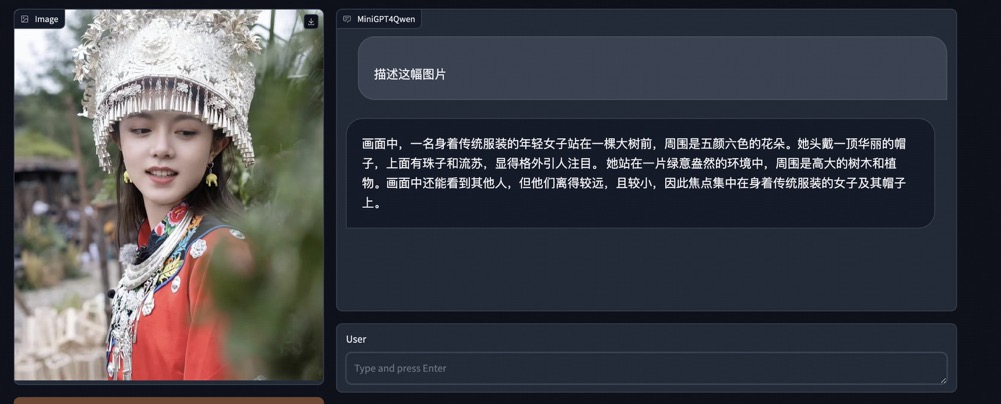 Image
MiniGPT4Qwen
描述这幅图片
画面中，一名身着传统服装的年轻女子站在一棵大树前，周围是五颜六色的花朵。她头戴一顶华丽的帽
子，上面有珠子和流苏，显得格外引人注目。 她站在一片绿意盎然的环境中，周围是高大的树木和植
物。画面中还能看到其他人，但他们离得较远，且较小，因此焦点集中在身着传统服装的女子及其帽子
上。
User
Type and press Enter